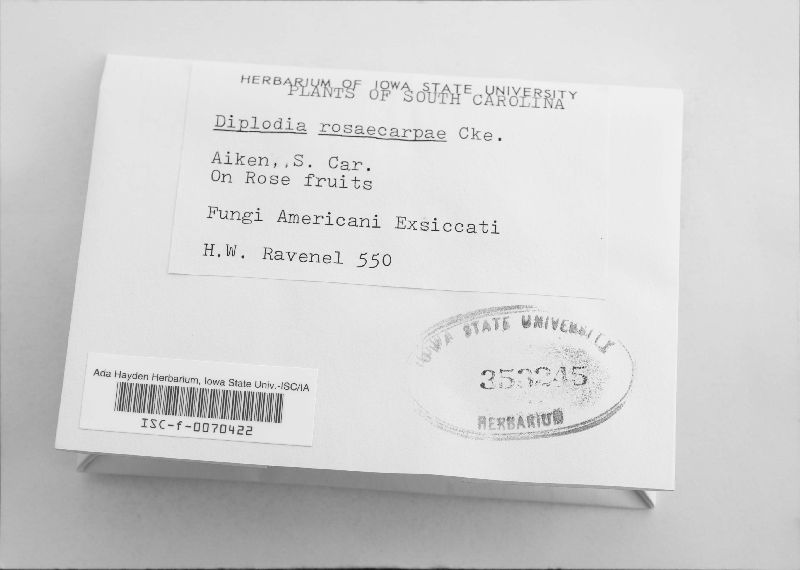 HERBARIUM OF IOWA STATE UNIVERSITY
PLANTS OF SOUTH CAROLINA
Diplodia rosaecarpae Cke.
Aiken, S. Car.
On Rose fruits
Fungi Americani Exsiccati
H.W. Ravenel 550
IOWA STATE UNIVERSITY
353245
HERBARIUM
Ada Hayden Herbarium, Iowa State Univ.-ISC/IA
ISC-f-0070422